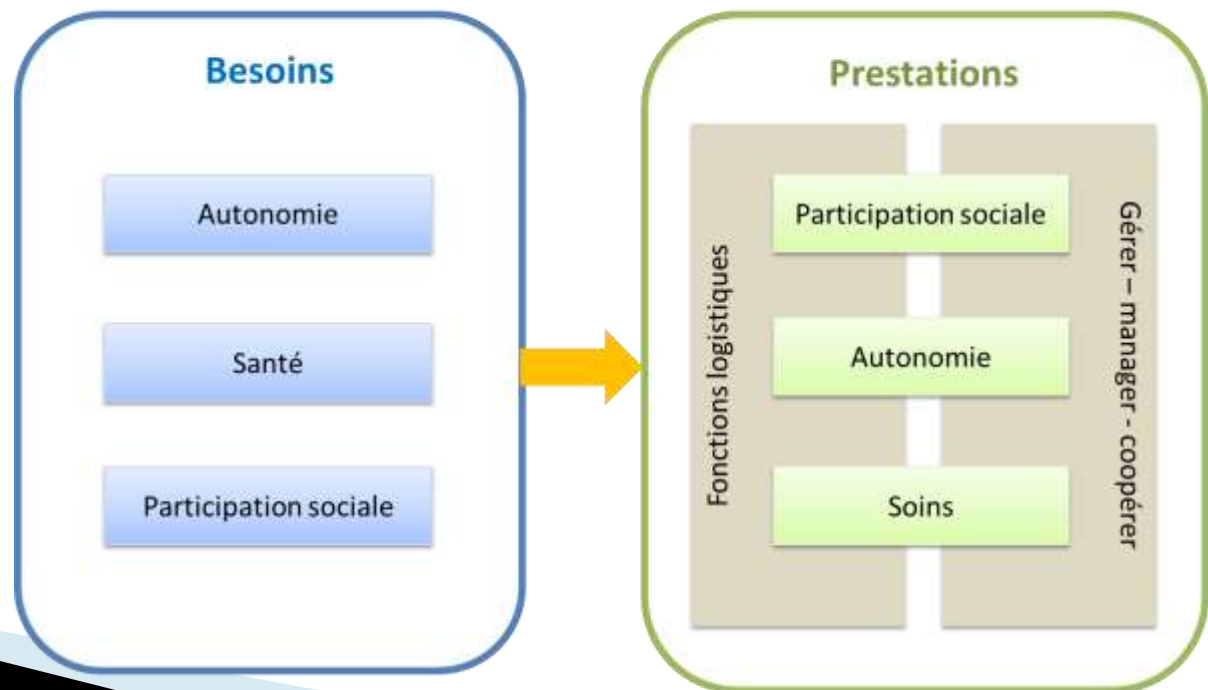 Besoins
Autonomie
Santé
Participation sociale
Prestations
Fonctions logistiques
Participation sociale
Autonomie
Soins
Gérer – manager - coopérer